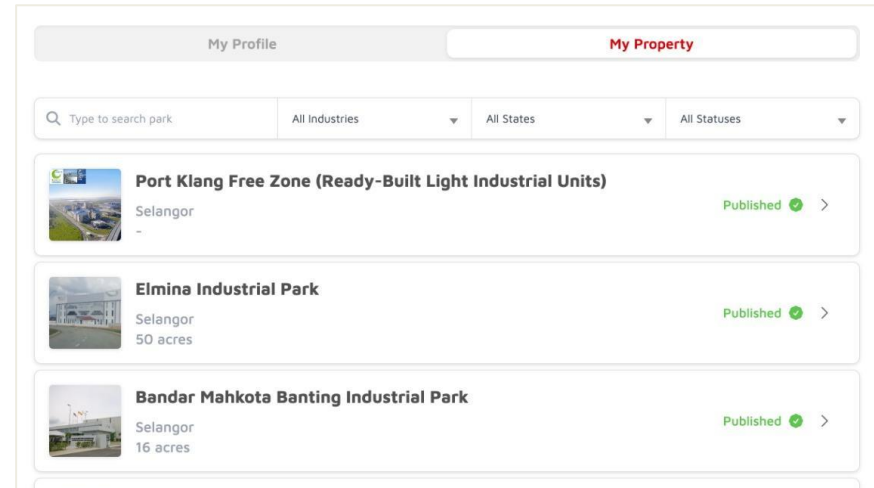 My Profile
My Property
Type to search park
All Industries
All States
All Statuses
Port Klang Free Zone (Ready-Built Light Industrial Units)
Selangor
-
Published
Elmina Industrial Park
Selangor
50 acres
Published
Bandar Mahkota Banting Industrial Park
Selangor
16 acres
Published